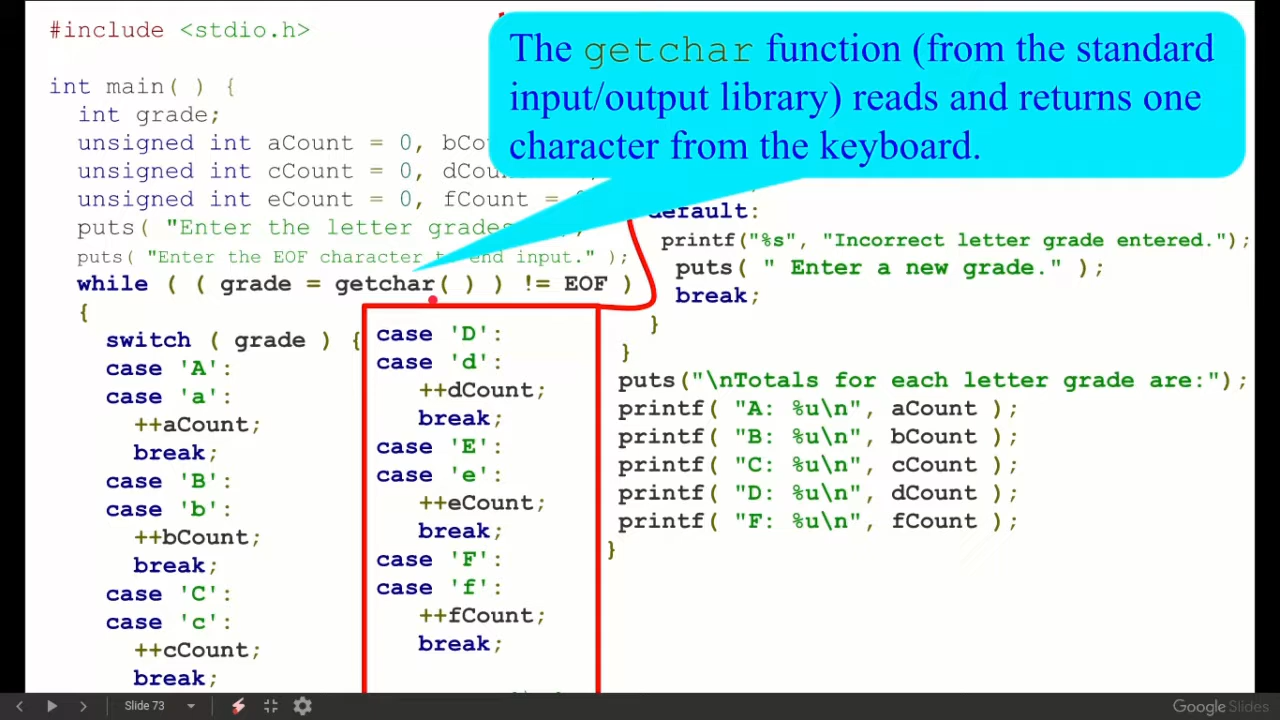 #include <stdio.h>
int main( ) {
int grade;
unsigned int aCount = 0,
unsigned int cCount = 0,
unsigned int eCount = 0, fCount =
puts( "Enter the letter
puts( "Enter the EOF character end input." );
while ( ( grade = getchar( ) ) != EOF )
{
switch ( grade ) {
case 'A':
case 'a':
++aCount;
break;
case 'B':
case 'b':
++bCount;
break;
case 'C':
case 'c':
++cCount;
break;
The getchar function (from the standard
input/output library) reads and returns one
character from the keyboard.
case 'D':
case 'd':
++dCount;
break;
case 'E':
case 'e':
++eCount;
break;
case 'F':
case 'f':
++fCount;
break;
default:
printf("%s", "Incorrect letter grade entered.");
puts( " Enter a new grade." );
break;
}
}
puts("\nTotals for each letter grade are:");
printf( "A: %u\n", aCount );
printf( "B: %u\n", bCount );
printf( "C: %u\n", cCount );
printf( "D: %u\n", dCount );
printf( "F: %u\n", fCount );
}
Slide 73
Google Slides